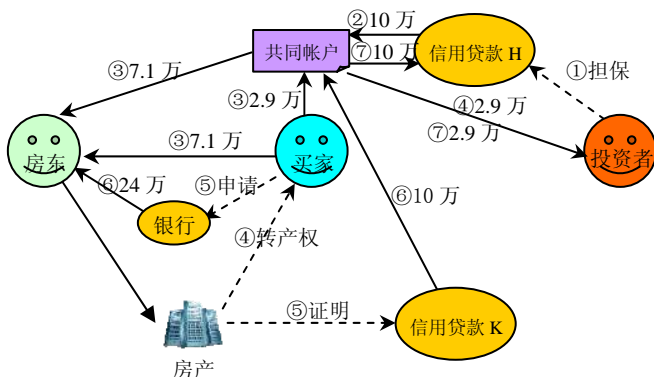 ②10 万
共同帐户
⑦10 万
信用贷款 H
③7.1 万
①担保
③2.9 万
④2.9 万
⑦2.9 万
③7.1 万
房东
买家
投资者
⑥24 万
⑤申请
⑥10 万
银行
④转产权
⑤证明
信用贷款 K
房产